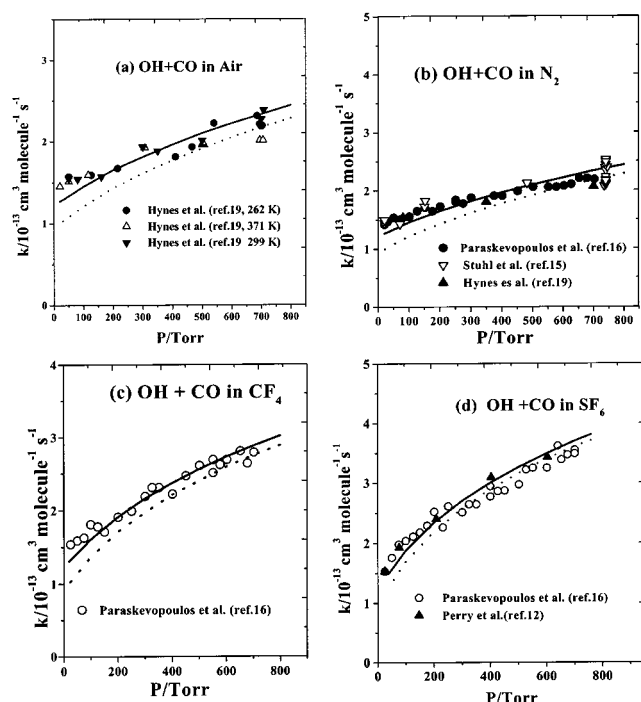 (a) OH+CO in Air
k/10⁻¹³ cm³ molecule⁻¹ s⁻¹
3
2
1
0
0 100 200 300 400 500 600 700 800
P/Torr
● Hynes et al. (ref.19, 262 K)
△ Hynes et al. (ref.19, 371 K)
▼ Hynes et al. (ref.19 299 K)
(b) OH+CO in N₂
k/10⁻¹³ cm³ molecule⁻¹ s⁻¹
5
4
3
2
1
0
0 100 200 300 400 500 600 700 800
P/Torr
● Paraskevopoulos et al. (ref.16)
▽ Stuhl et al. (ref.15)
▲ Hynes es al. (ref.19)
(c) OH + CO in CF₄
k/10⁻¹³ cm³ molecule⁻¹ s⁻¹
4
3
2
1
0
0 200 400 600 800
P/Torr
○ Paraskevopoulos et al. (ref.16)
(d) OH +CO in SF₆
k/10⁻¹³ cm³ molecule⁻¹ s⁻¹
5
4
3
2
1
0
0 200 400 600 800
P/Torr
○ Paraskevopoulos et al. (ref.16)
▲ Perry et al.(ref.12)